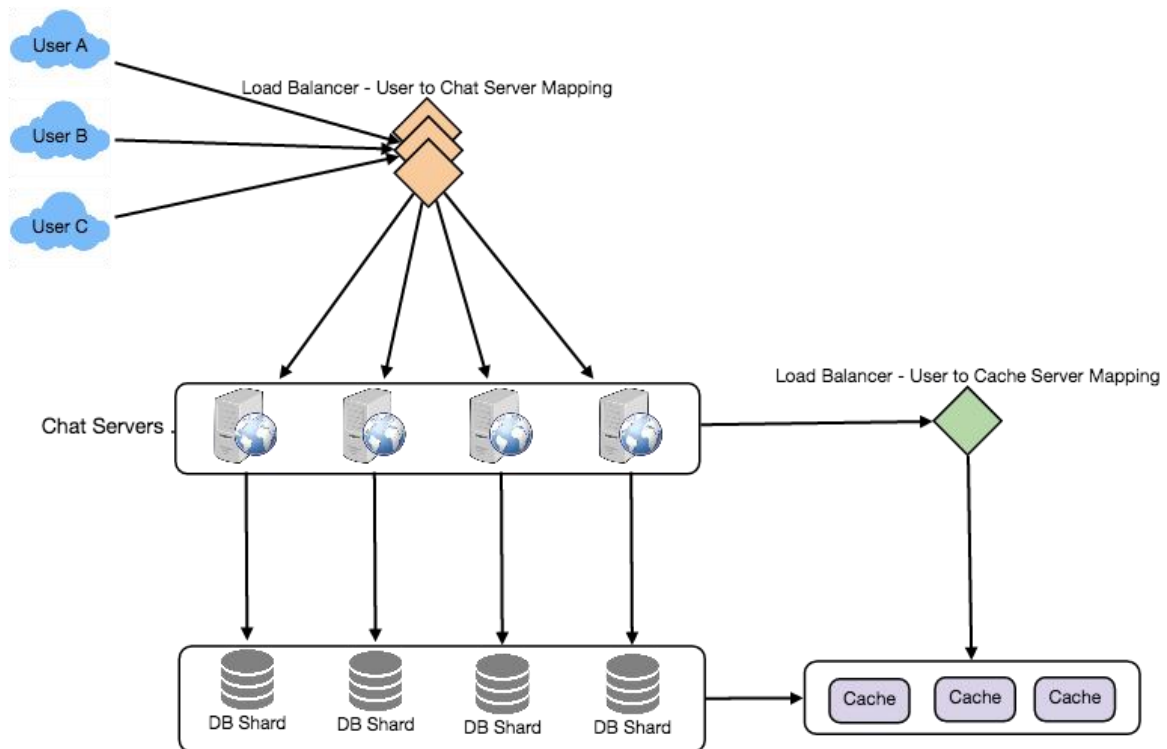 User A
Load Balancer - User to Chat Server Mapping
User B
User C
Load Balancer - User to Cache Server Mapping
Chat Servers
DB Shard
DB Shard
DB Shard
DB Shard
Cache
Cache
Cache